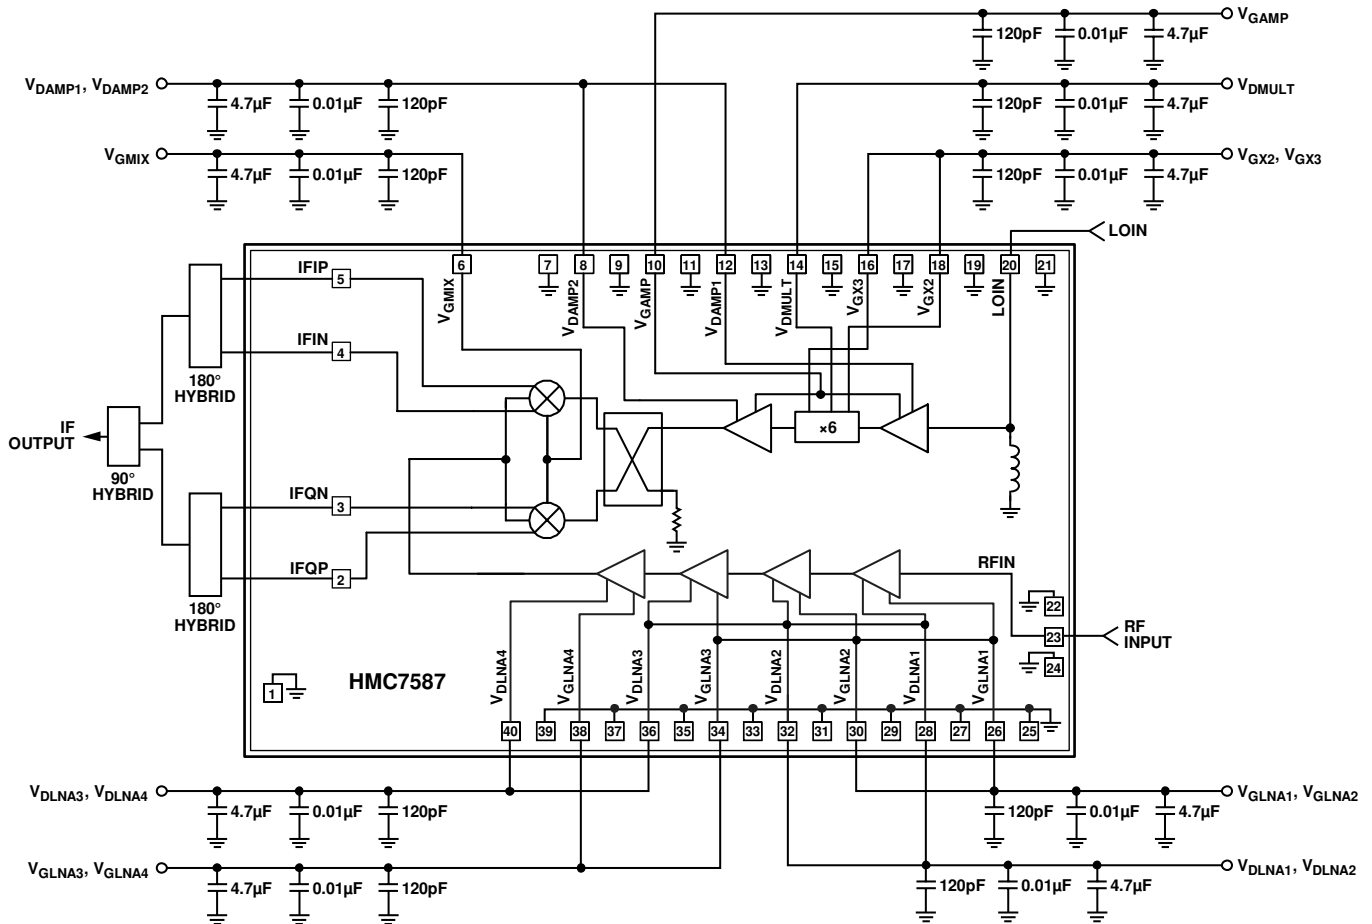 VGAMP
120pF 0.01µF 4.7µF
VDAMP1, VDAMP2
4.7µF 0.01µF 120pF
VDMULT
120pF 0.01µF 4.7µF
VGMIX
4.7µF 0.01µF 120pF
VGX2, VGX3
120pF 0.01µF 4.7µF
LOIN
6 7 8 9 10 11 12 13 14 15 16 17 18 19 20 21
VGMIX VDAMP2 VGAMP VDAMP1 VDMULT VGX3 VGX2 LOIN
IFIP 5
IFIN 4
180°
HYBRID
×6
IF
OUTPUT
90°
HYBRID
IFQN 3
IFQP 2
180°
HYBRID
RFIN
22
23
RF
INPUT
24
1
HMC7587
VDLNA4 VGLNA4 VDLNA3 VGLNA3 VDLNA2 VGLNA2 VDLNA1 VGLNA1
40 39 38 37 36 35 34 33 32 31 30 29 28 27 26 25
VDLNA3, VDLNA4
4.7µF 0.01µF 120pF
VGLNA1, VGLNA2
120pF 0.01µF 4.7µF
VGLNA3, VGLNA4
4.7µF 0.01µF 120pF
VDLNA1, VDLNA2
120pF 0.01µF 4.7µF